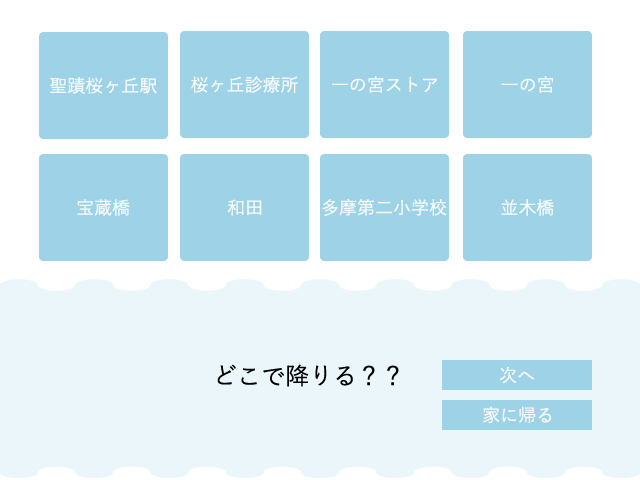 聖蹟桜ヶ丘駅
桜ヶ丘診療所
一の宮ストア
一の宮
宝蔵橋
和田
多摩第二小学校
並木橋
どこで降りる？？
次へ
家に帰る